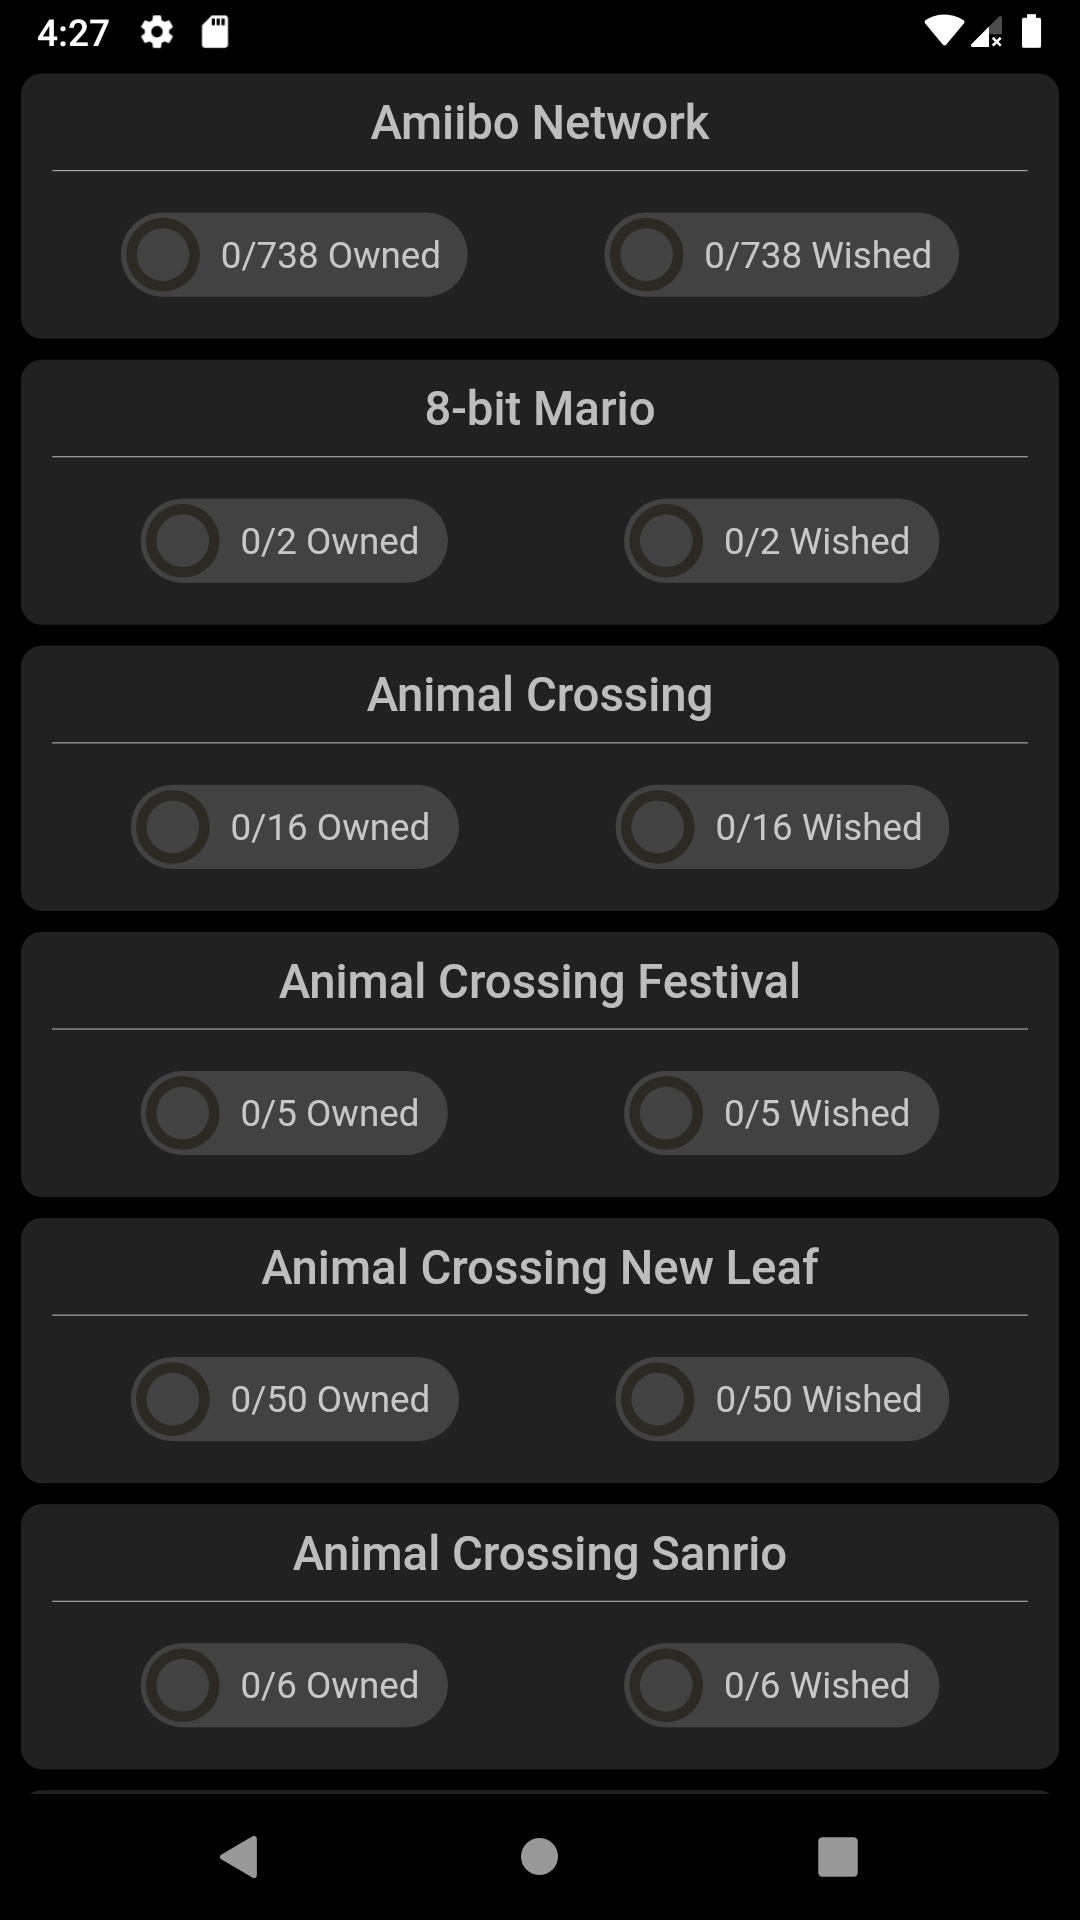 4:27
Amiibo Network
0/738 Owned
0/738 Wished
8-bit Mario
0/2 Owned
0/2 Wished
Animal Crossing
0/16 Owned
0/16 Wished
Animal Crossing Festival
0/5 Owned
0/5 Wished
Animal Crossing New Leaf
0/50 Owned
0/50 Wished
Animal Crossing Sanrio
0/6 Owned
0/6 Wished